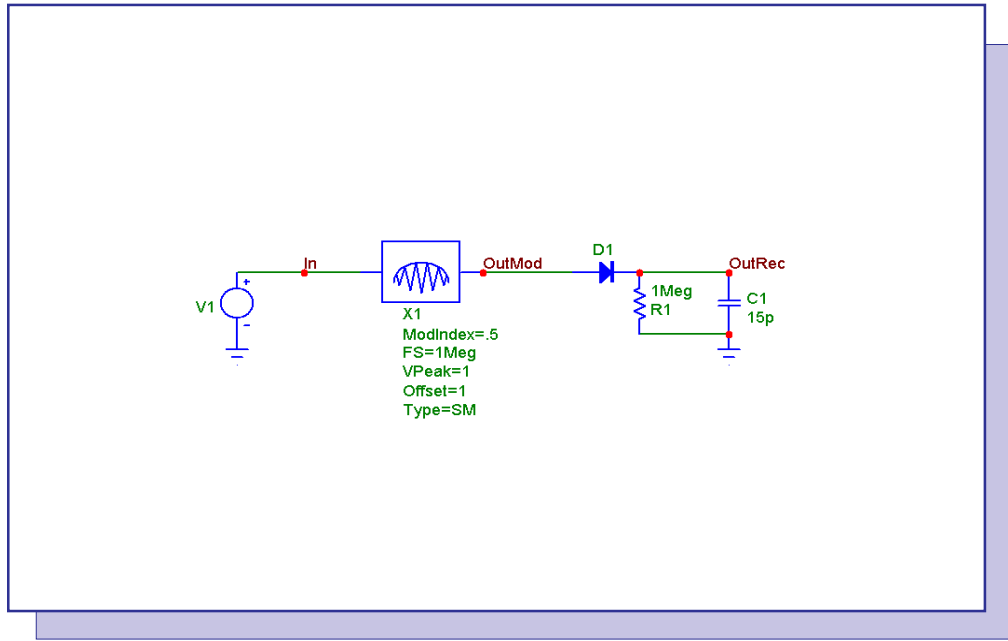 D1
In
OutMod
OutRec
V1
1Meg
R1
C1
15p
X1
ModIndex=.5
FS=1Meg
VPeak=1
Offset=1
Type=SM